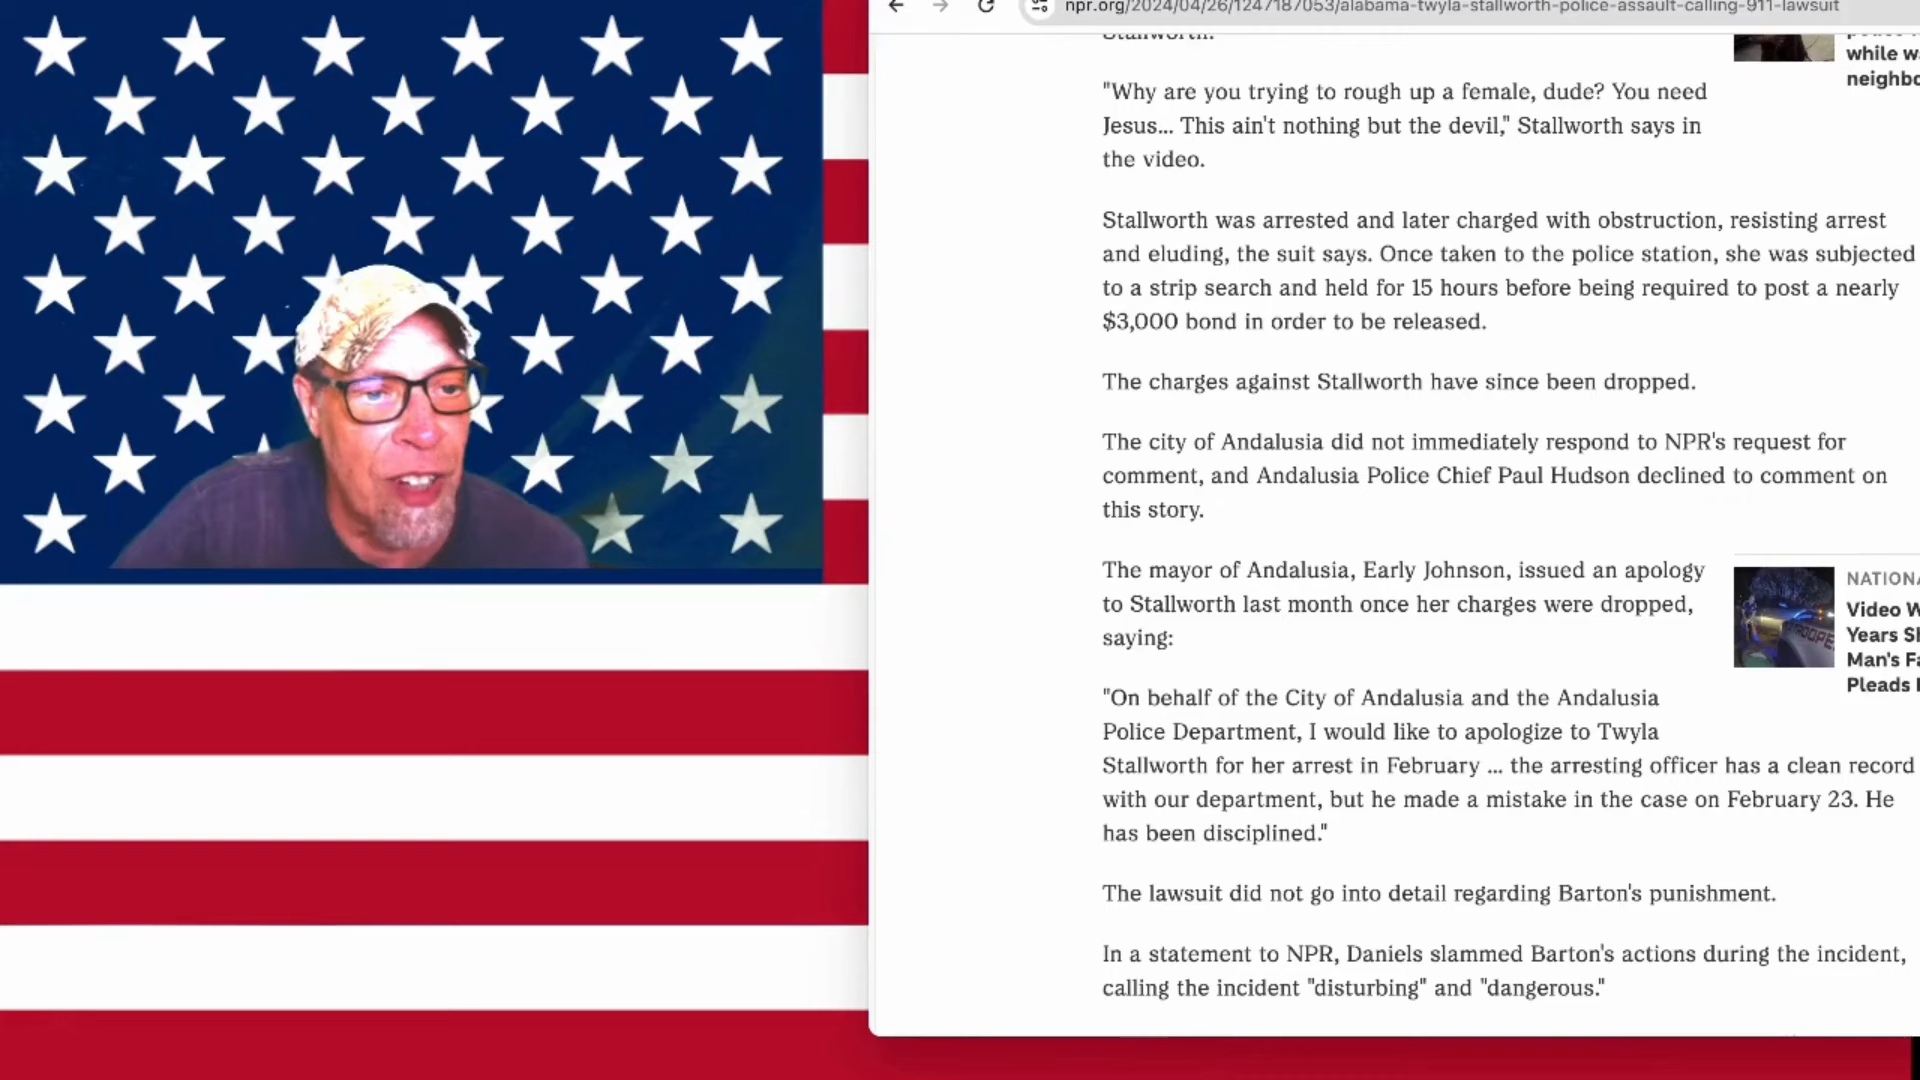 npr.org/2024/04/26/1247187053/alabama-twyla-stallworth-police-assault-calling-911-lawsuit
Stallworth.
"Why are you trying to rough up a female, dude? You need
Jesus... This ain't nothing but the devil," Stallworth says in
the video.
while w
neighbo
Stallworth was arrested and later charged with obstruction, resisting arrest
and eluding, the suit says. Once taken to the police station, she was subjected
to a strip search and held for 15 hours before being required to post a nearly
$3,000 bond in order to be released.
The charges against Stallworth have since been dropped.
The city of Andalusia did not immediately respond to NPR's request for
comment, and Andalusia Police Chief Paul Hudson declined to comment on
this story.
The mayor of Andalusia, Early Johnson, issued an apology
to Stallworth last month once her charges were dropped,
saying:
NATIONA
Video W
Years Sh
Man's Fa
Pleads
"On behalf of the City of Andalusia and the Andalusia
Police Department, I would like to apologize to Twyla
Stallworth for her arrest in February ... the arresting officer has a clean record
with our department, but he made a mistake in the case on February 23. He
has been disciplined."
The lawsuit did not go into detail regarding Barton's punishment.
In a statement to NPR, Daniels slammed Barton's actions during the incident,
calling the incident "disturbing" and "dangerous."